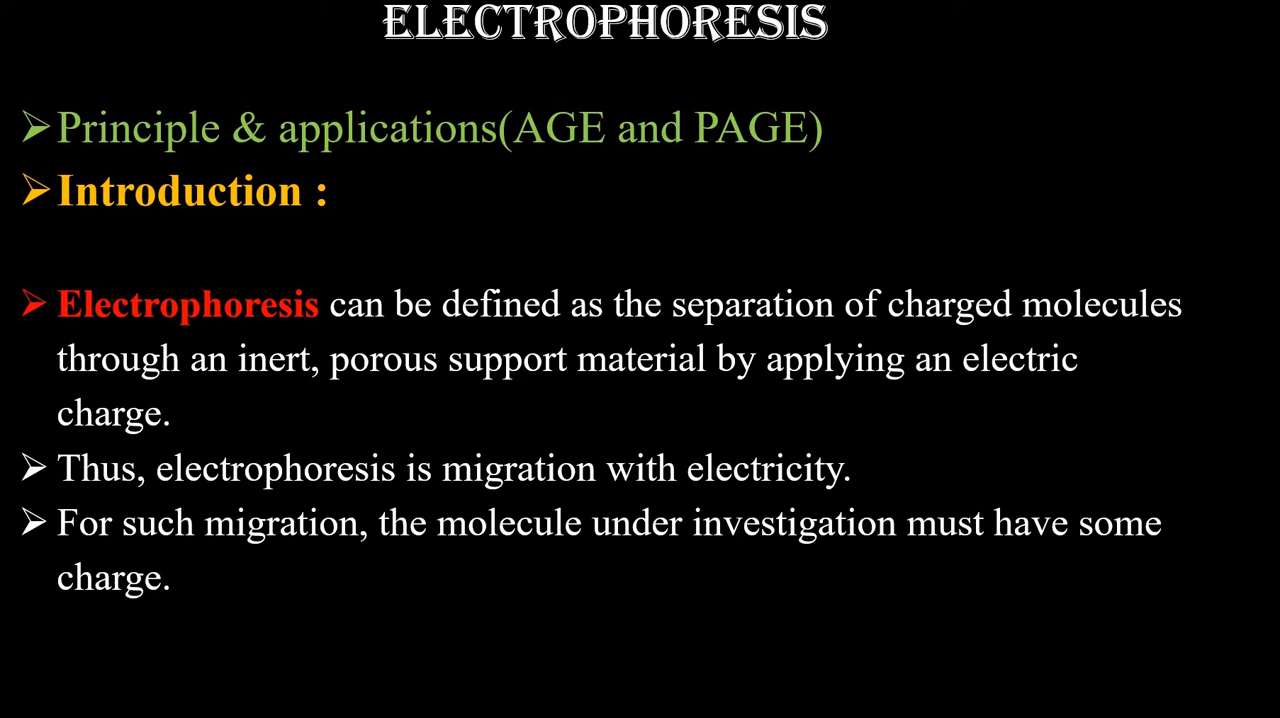 ELECTROPHORESIS
➢Principle & applications(AGE and PAGE)
➢Introduction :
➢Electrophoresis can be defined as the separation of charged molecules
through an inert, porous support material by applying an electric
charge.
➢Thus, electrophoresis is migration with electricity.
➢For such migration, the molecule under investigation must have some
charge.